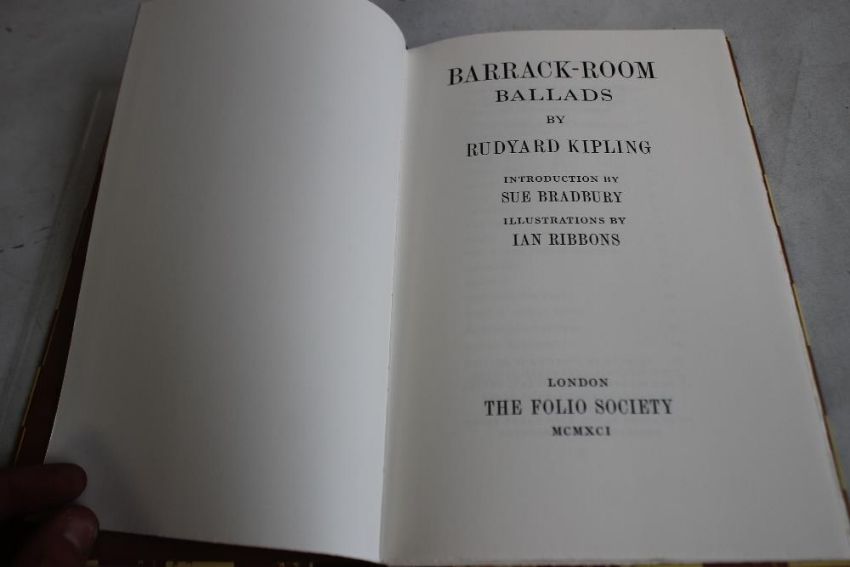 BARRACK-ROOM
BALLADS
BY
RUDYARD KIPLING
INTRODUCTION BY
SUE BRADBURY
ILLUSTRATIONS BY
IAN RIBBONS
LONDON
THE FOLIO SOCIETY
MCMXCI